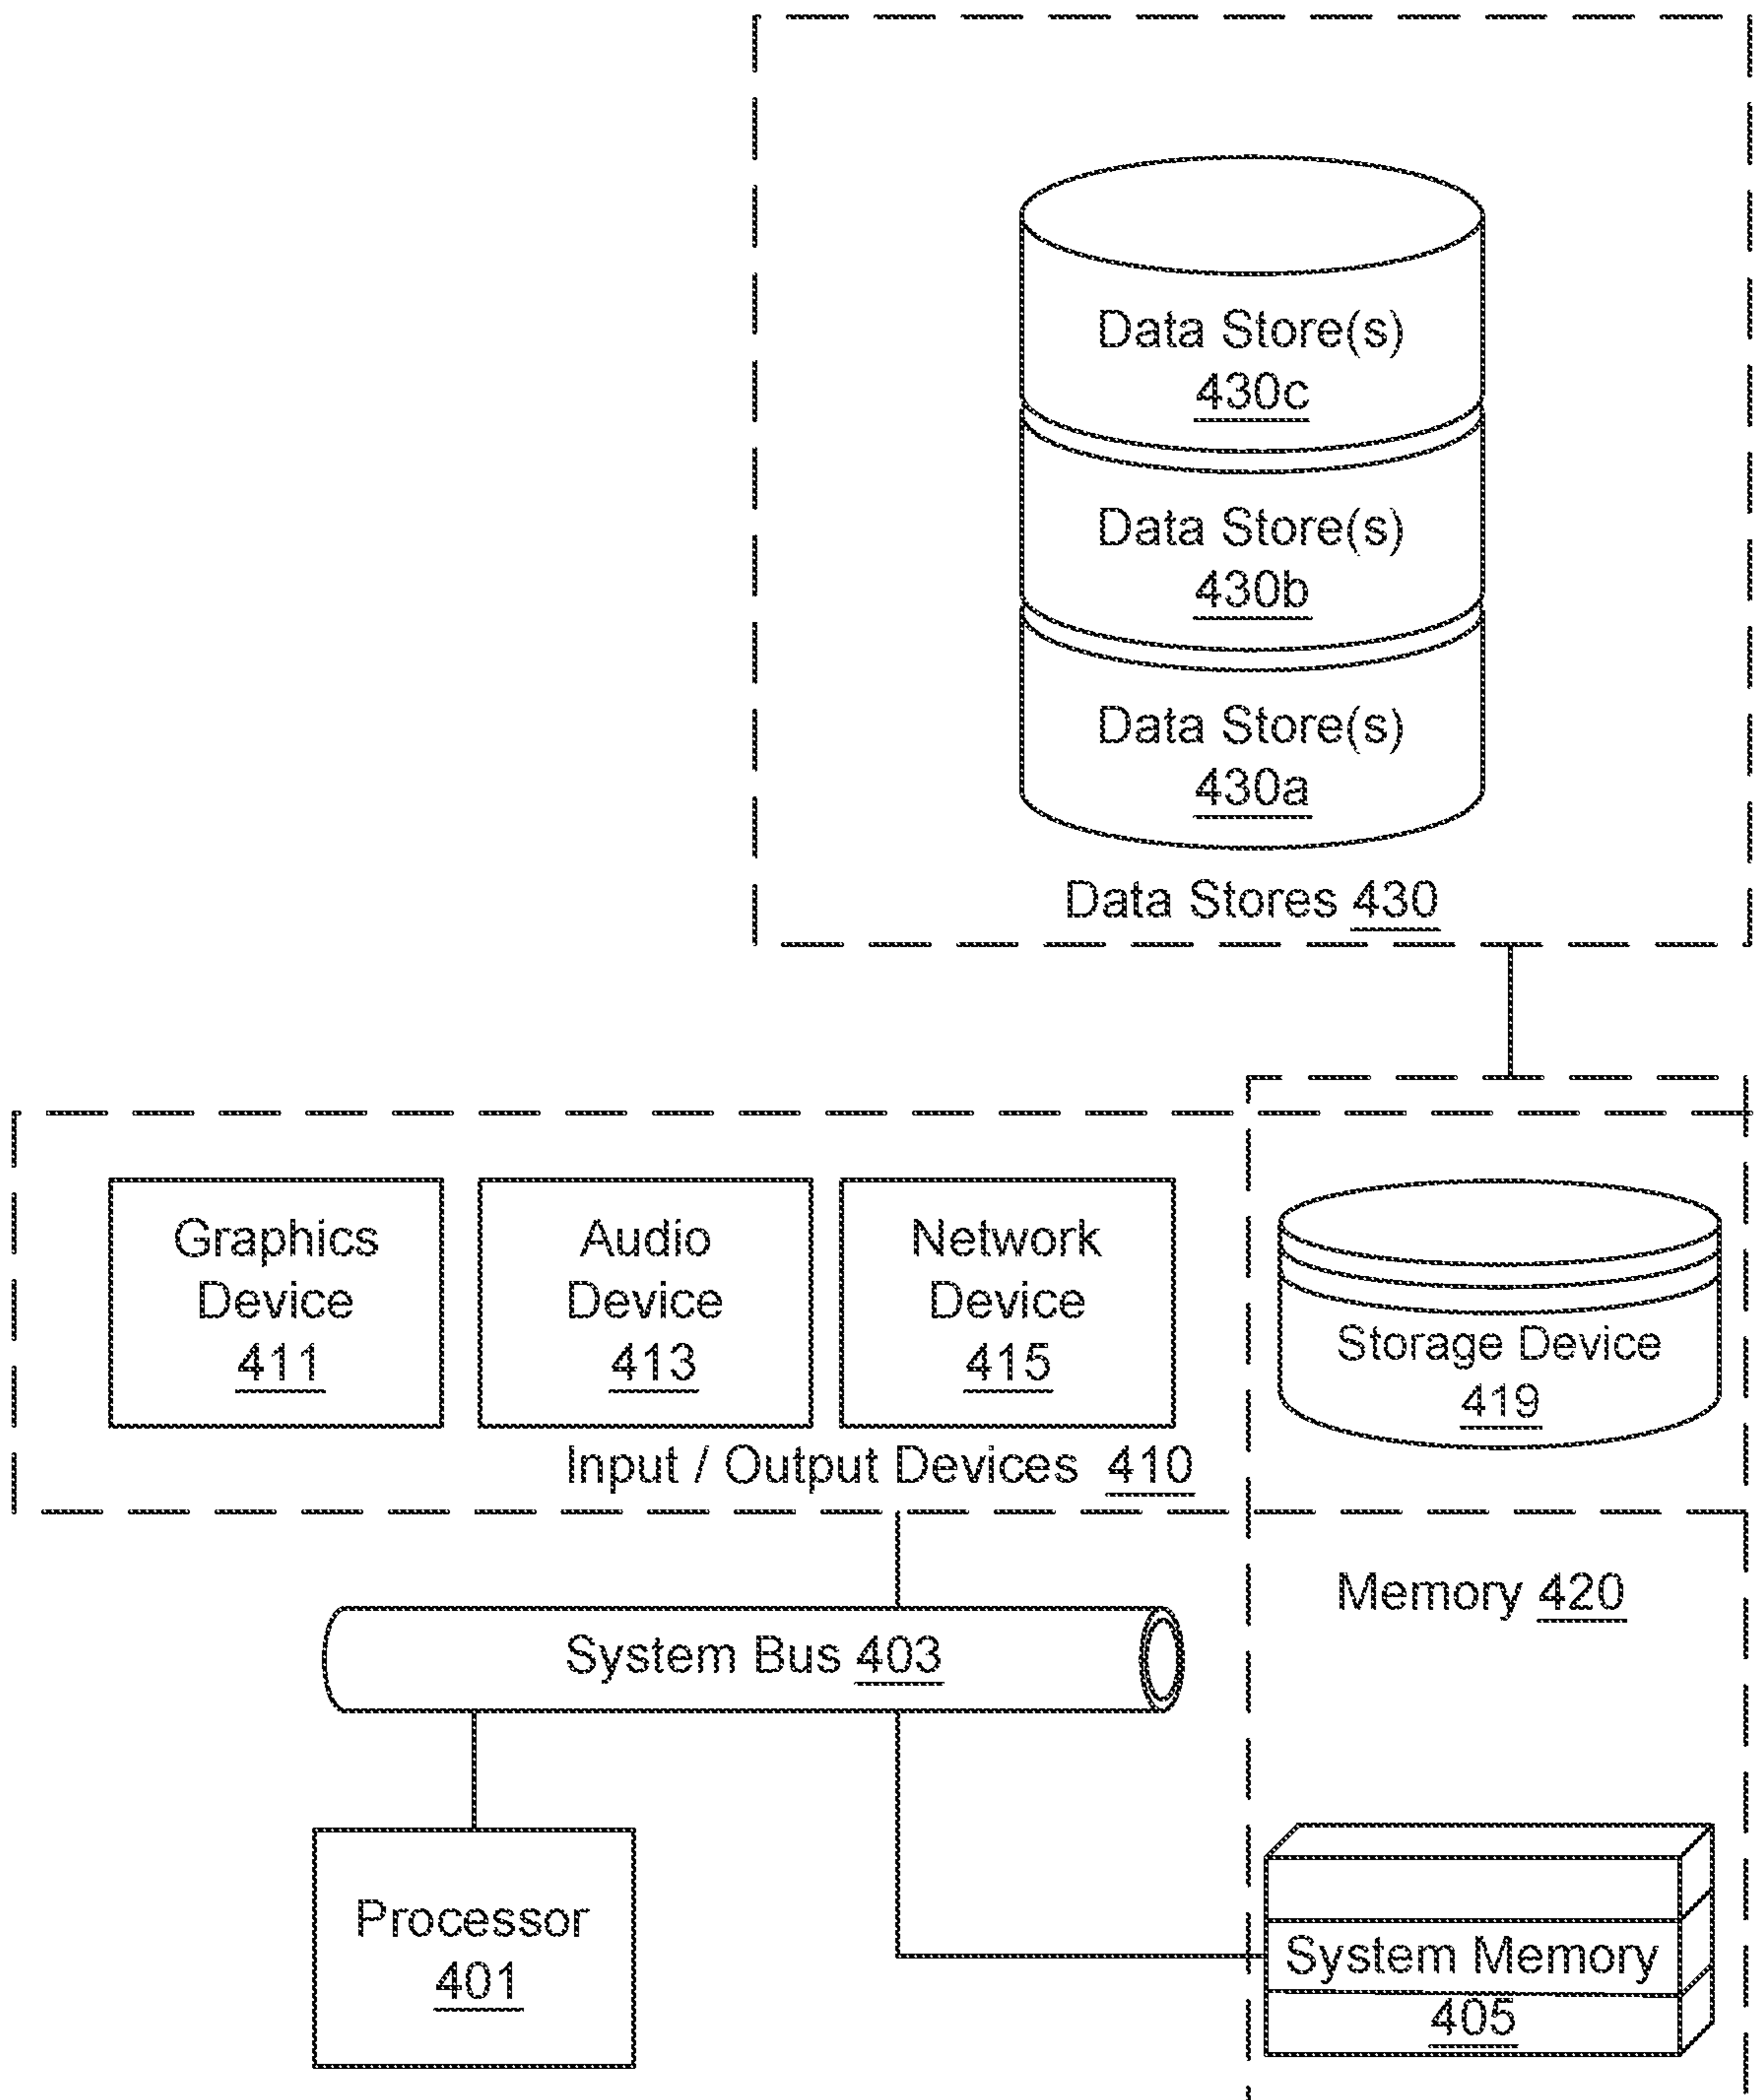 Data Store(s)
430c
Data Store(s)
430b
Data Store(s)
430a
Data Stores 430
Graphics
Device
411
Audio
Device
413
Network
Device
415
Storage Device
419
Input / Output Devices 410
Memory 420
System Bus 403
Processor
401
System Memory
405